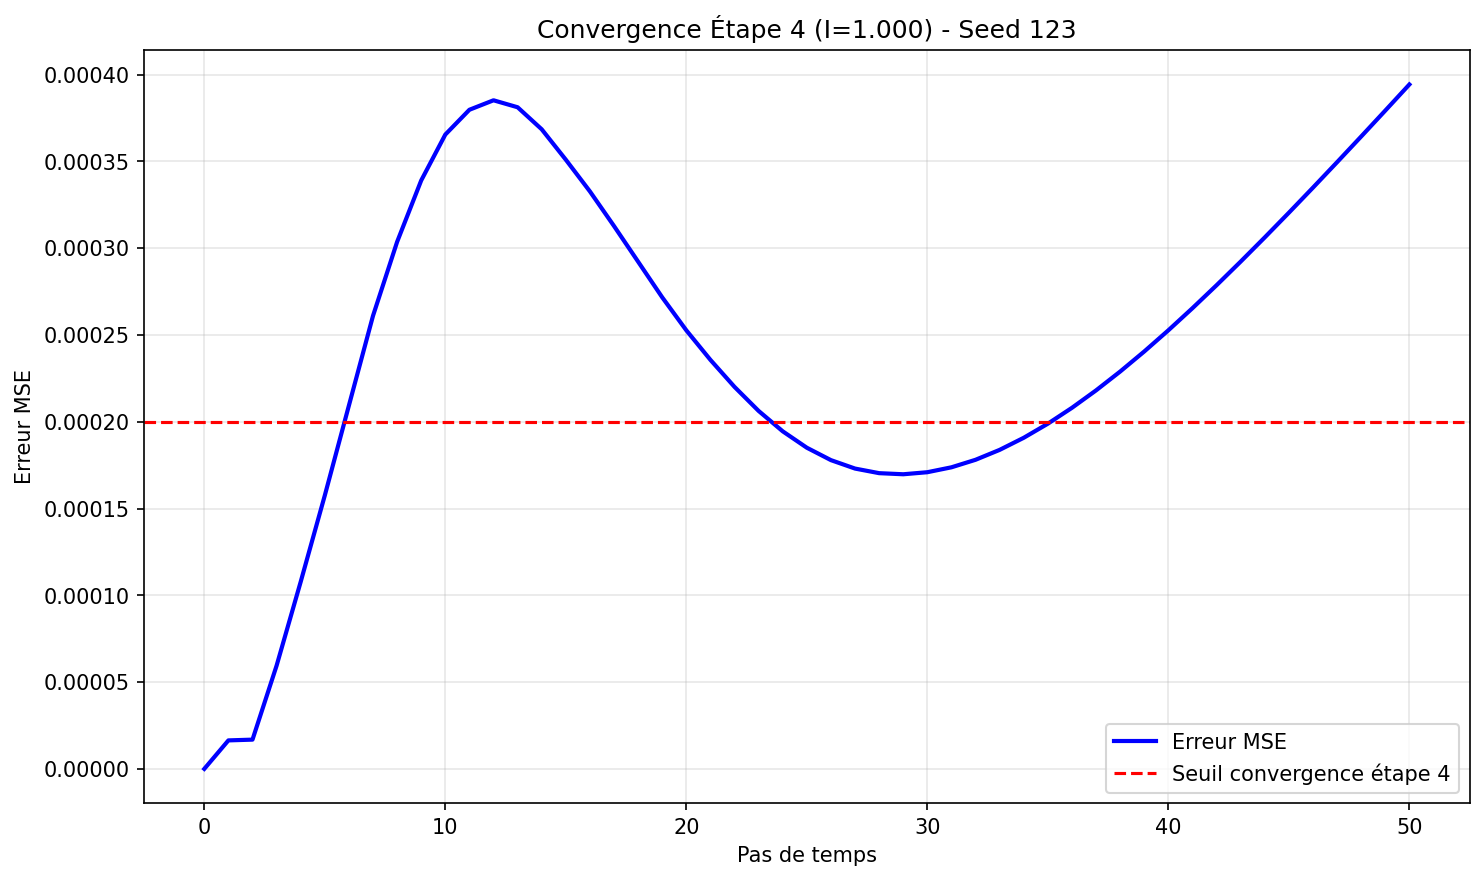 Convergence Étape 4 (I=1.000) - Seed 123
Erreur MSE
0.00040
0.00035
0.00030
0.00025
0.00020
0.00015
0.00010
0.00005
0.00000
Erreur MSE
Seuil convergence étape 4
0 10 20 30 40 50
Pas de temps